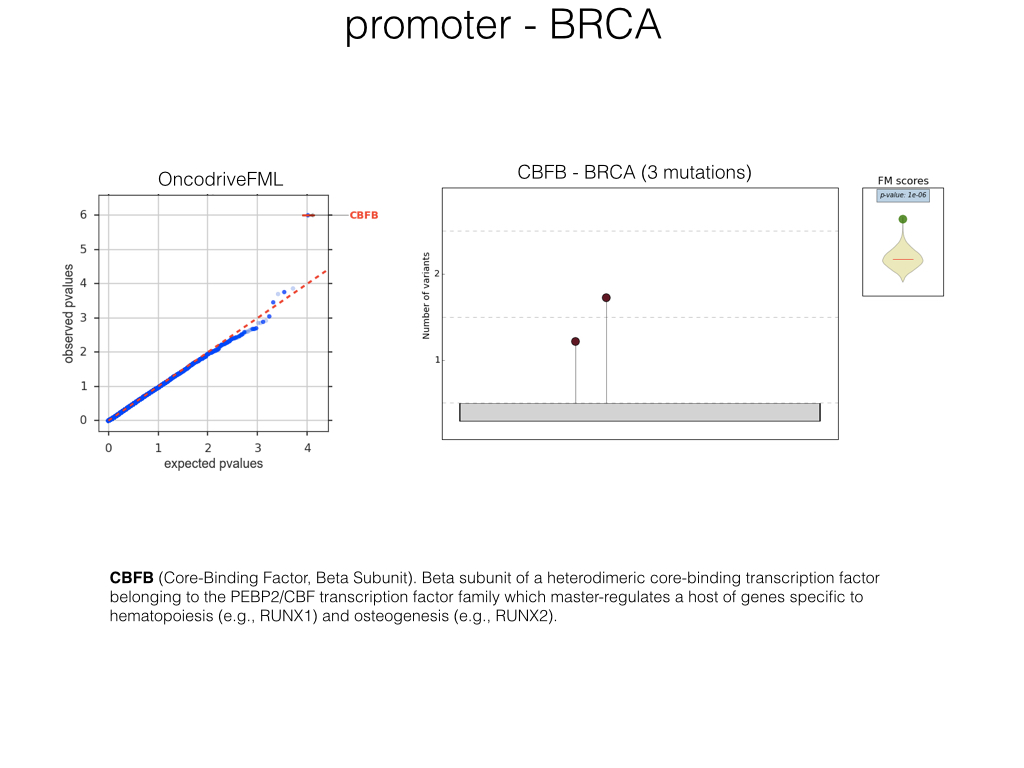 promoter - BRCA
OncodriveFML
6
5
4
3
2
1
0
observed pvalues
0 1 2 3 4
expected pvalues
CBFB
CBFB - BRCA (3 mutations)
Number of variants
2
1
FM scores
p-value: 1e-06
CBFB (Core-Binding Factor, Beta Subunit). Beta subunit of a heterodimeric core-binding transcription factor
belonging to the PEBP2/CBF transcription factor family which master-regulates a host of genes specific to
hematopoiesis (e.g., RUNX1) and osteogenesis (e.g., RUNX2).